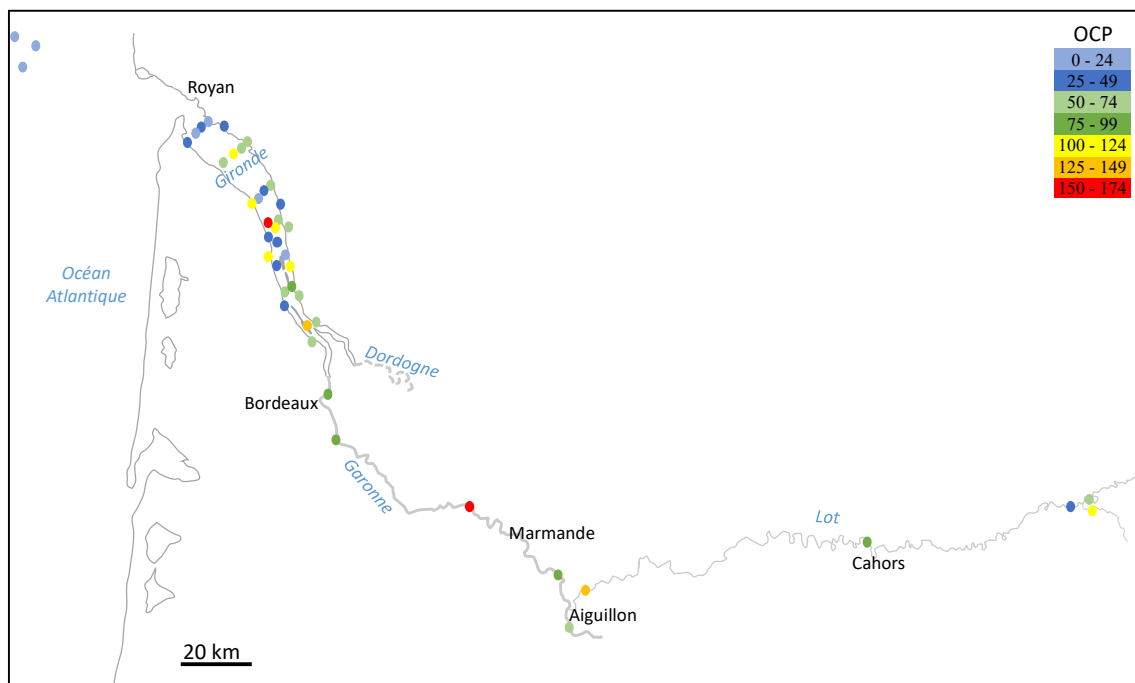 OCP
0 - 24
25 - 49
50 - 74
75 - 99
100 - 124
125 - 149
150 - 174
Royan
Gironde
Océan
Atlantique
Dordogne
Bordeaux
Garonne
Lot
Marmande
Cahors
Aiguillon
20 km